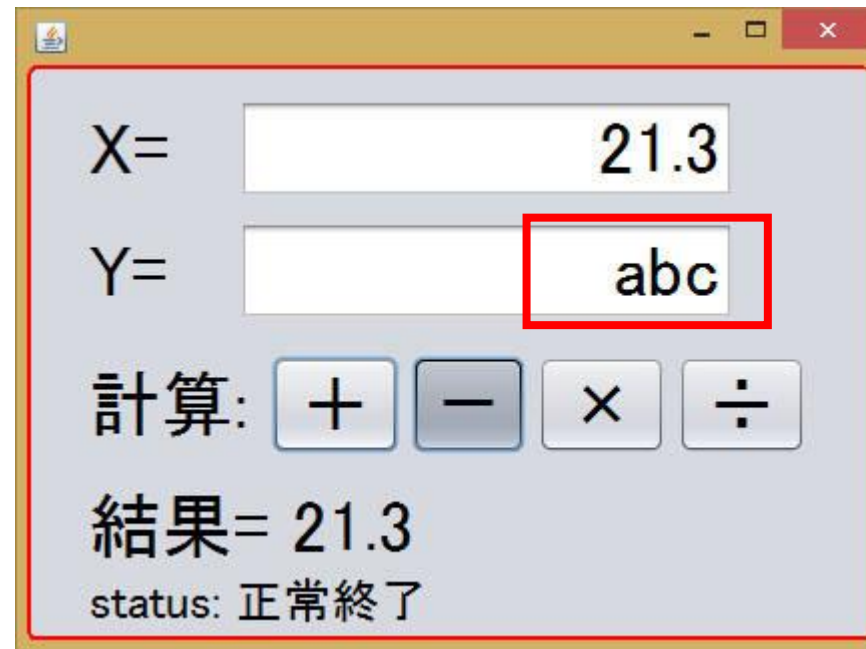 X= 21.3
Y= abc
計算: + − × ÷
結果= 21.3
status: 正常終了